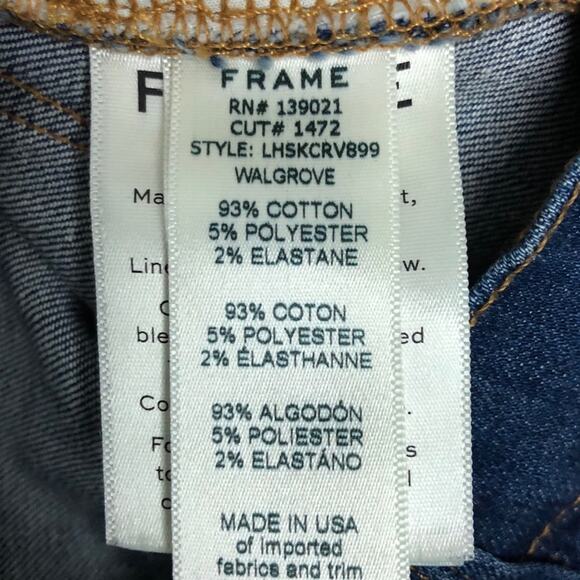 FRAME
RN# 139021
CUT# 1472
STYLE: LHSKCRV899
WALGROVE
93% COTTON
5% POLYESTER
2% ELASTANE
93% COTON
5% POLYESTER
2% ÉLASTHANNE
93% ALGODÓN
5% POLIESTER
2% ELASTÁNO
MADE IN USA
of imported
fabrics and trim